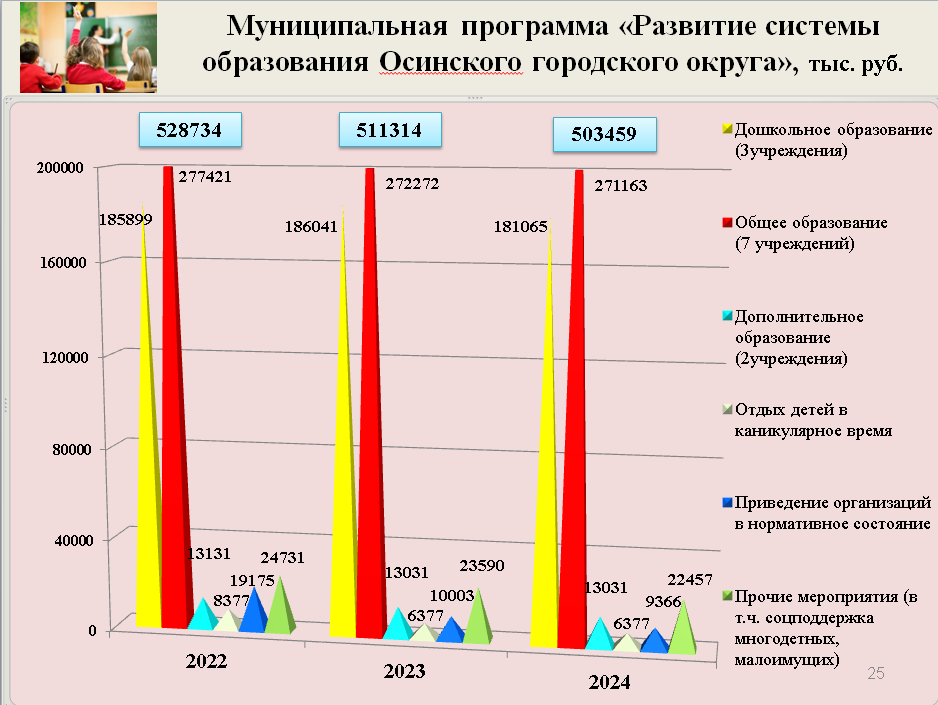 Муниципальная программа «Развитие системы
образования Осинского городского округа», тыс. руб.
528734
511314
503459
200000
160000
120000
80000
40000
0
185899
277421
13131
8377
19175
24731
186041
272272
13031
6377
10003
23590
181065
271163
13031
6377
9366
22457
2022
2023
2024
Дошкольное образование
(3учреждения)
Общее образование
(7 учреждений)
Дополнительное
образование
(2учреждения)
Отдых детей в
каникулярное время
Приведение организаций
в нормативное состояние
Прочие мероприятия (в
т.ч. соцподдержка
многодетных,
малоимущих)
25